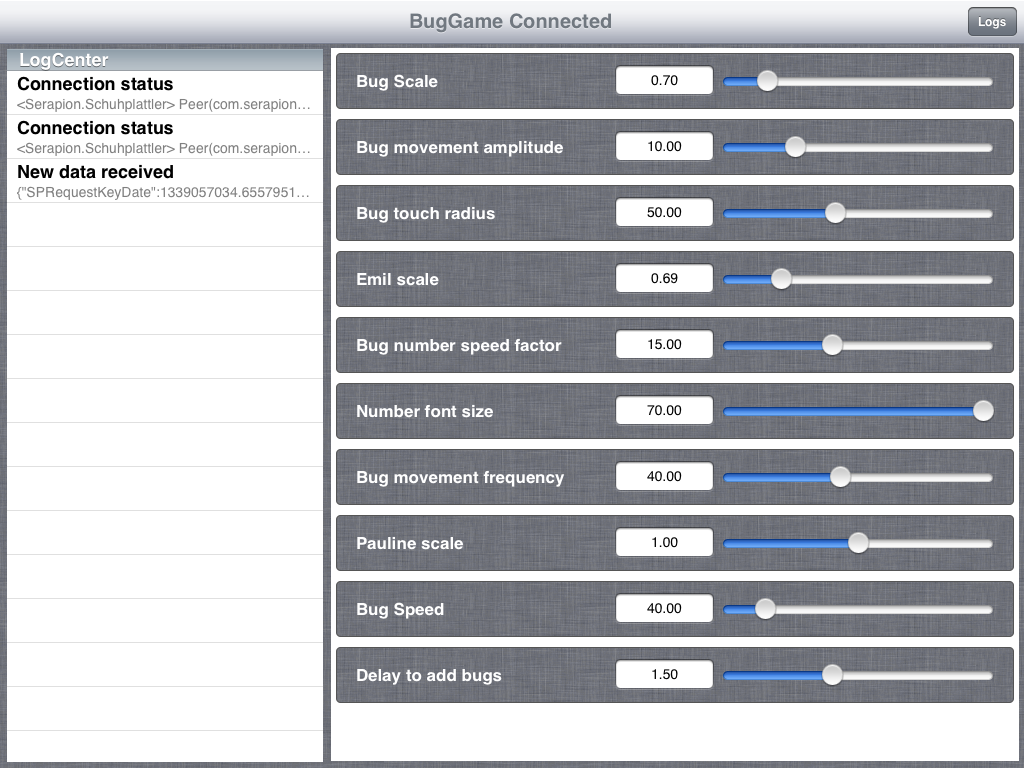 BugGame Connected
Logs
LogCenter
Connection status
<Serapion.Schuhplattler> Peer(com.serapion...
Connection status
<Serapion.Schuhplattler> Peer(com.serapion...
New data received
{"SPRequestKeyDate":1339057034.6557951...
Bug Scale 0.70
Bug movement amplitude 10.00
Bug touch radius 50.00
Emil scale 0.69
Bug number speed factor 15.00
Number font size 70.00
Bug movement frequency 40.00
Pauline scale 1.00
Bug Speed 40.00
Delay to add bugs 1.50